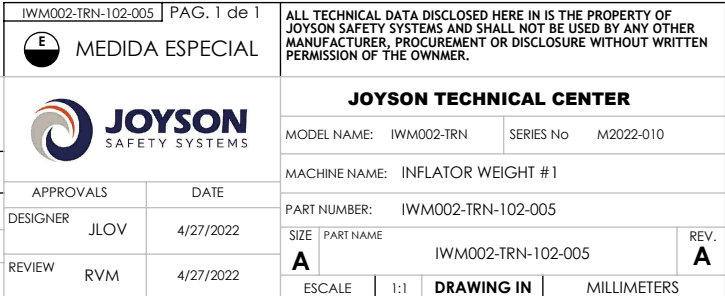 IWM002-TRN-102-005 PAG. 1 de 1
E MEDIDA ESPECIAL
ALL TECHNICAL DATA DISCLOSED HERE IN IS THE PROPERTY OF
JOYSON SAFETY SYSTEMS AND SHALL NOT BE USED BY ANY OTHER
MANUFACTURER, PROCUREMENT OR DISCLOSURE WITHOUT WRITTEN
PERMISSION OF THE OWNMER.
JOYSON
SAFETY SYSTEMS
JOYSON TECHNICAL CENTER
MODEL NAME: IWM002-TRN SERIES No M2022-010
MACHINE NAME: INFLATOR WEIGHT #1
APPROVALS DATE
PART NUMBER: IWM002-TRN-102-005
DESIGNER JLOV 4/27/2022
SIZE A PART NAME IWM002-TRN-102-005 REV. A
REVIEW RVM 4/27/2022
ESCALE 1:1 DRAWING IN MILLIMETERS